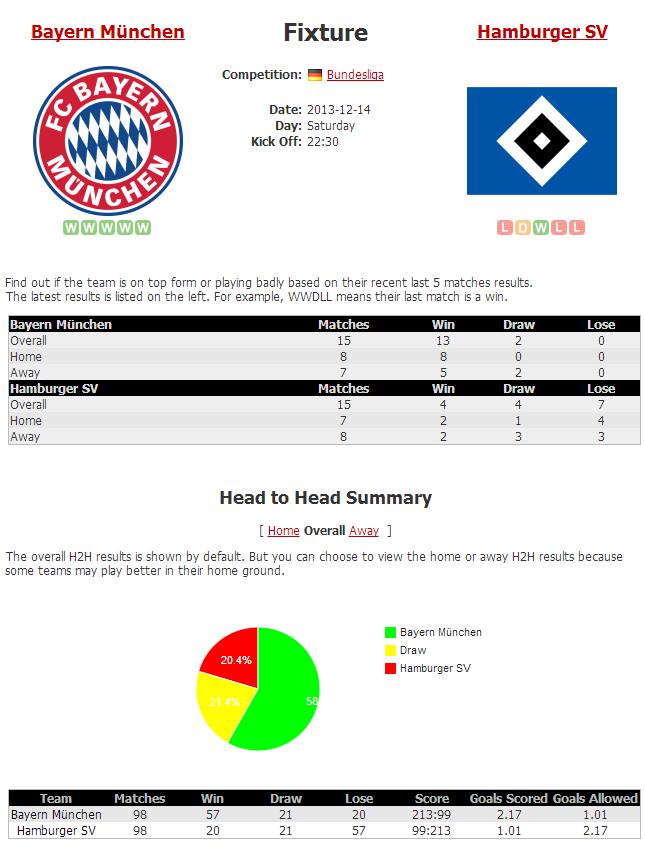 Bayern München
Fixture
Hamburger SV
Competition: Bundesliga
Date: 2013-12-14
Day: Saturday
Kick Off: 22:30
FC BAYERN
MÜNCHEN
W W W W W
L D W L L
Find out if the team is on top form or playing badly based on their recent last 5 matches results.
The latest results is listed on the left. For example, WWDLL means their last match is a win.
Bayern München Matches Win Draw Lose
Overall 15 13 2 0
Home 8 8 0 0
Away 7 5 2 0
Hamburger SV Matches Win Draw Lose
Overall 15 4 4 7
Home 7 2 1 4
Away 8 2 3 3
Head to Head Summary
[ Home Overall Away ]
The overall H2H results is shown by default. But you can choose to view the home or away H2H results because
some teams may play better in their home ground.
Bayern München
Draw
Hamburger SV
20.4%
21.4%
58
Team Matches Win Draw Lose Score Goals Scored Goals Allowed
Bayern München 98 57 21 20 213:99 2.17 1.01
Hamburger SV 98 20 21 57 99:213 1.01 2.17